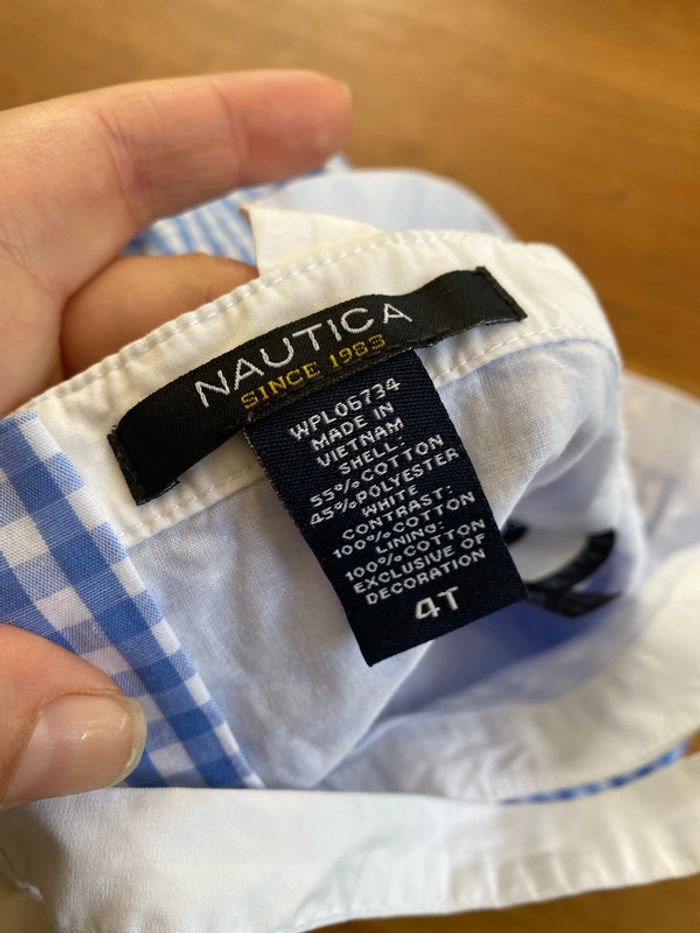 NAUTICA
SINCE 1983
WPL06734
MADE IN
VIETNAM
SHELL:
55%COTTON
45%POLYESTER
WHITE
CONTRAST:
100%COTTON
LINING:
100%COTTON
EXCLUSIVE OF
DECORATION
4T